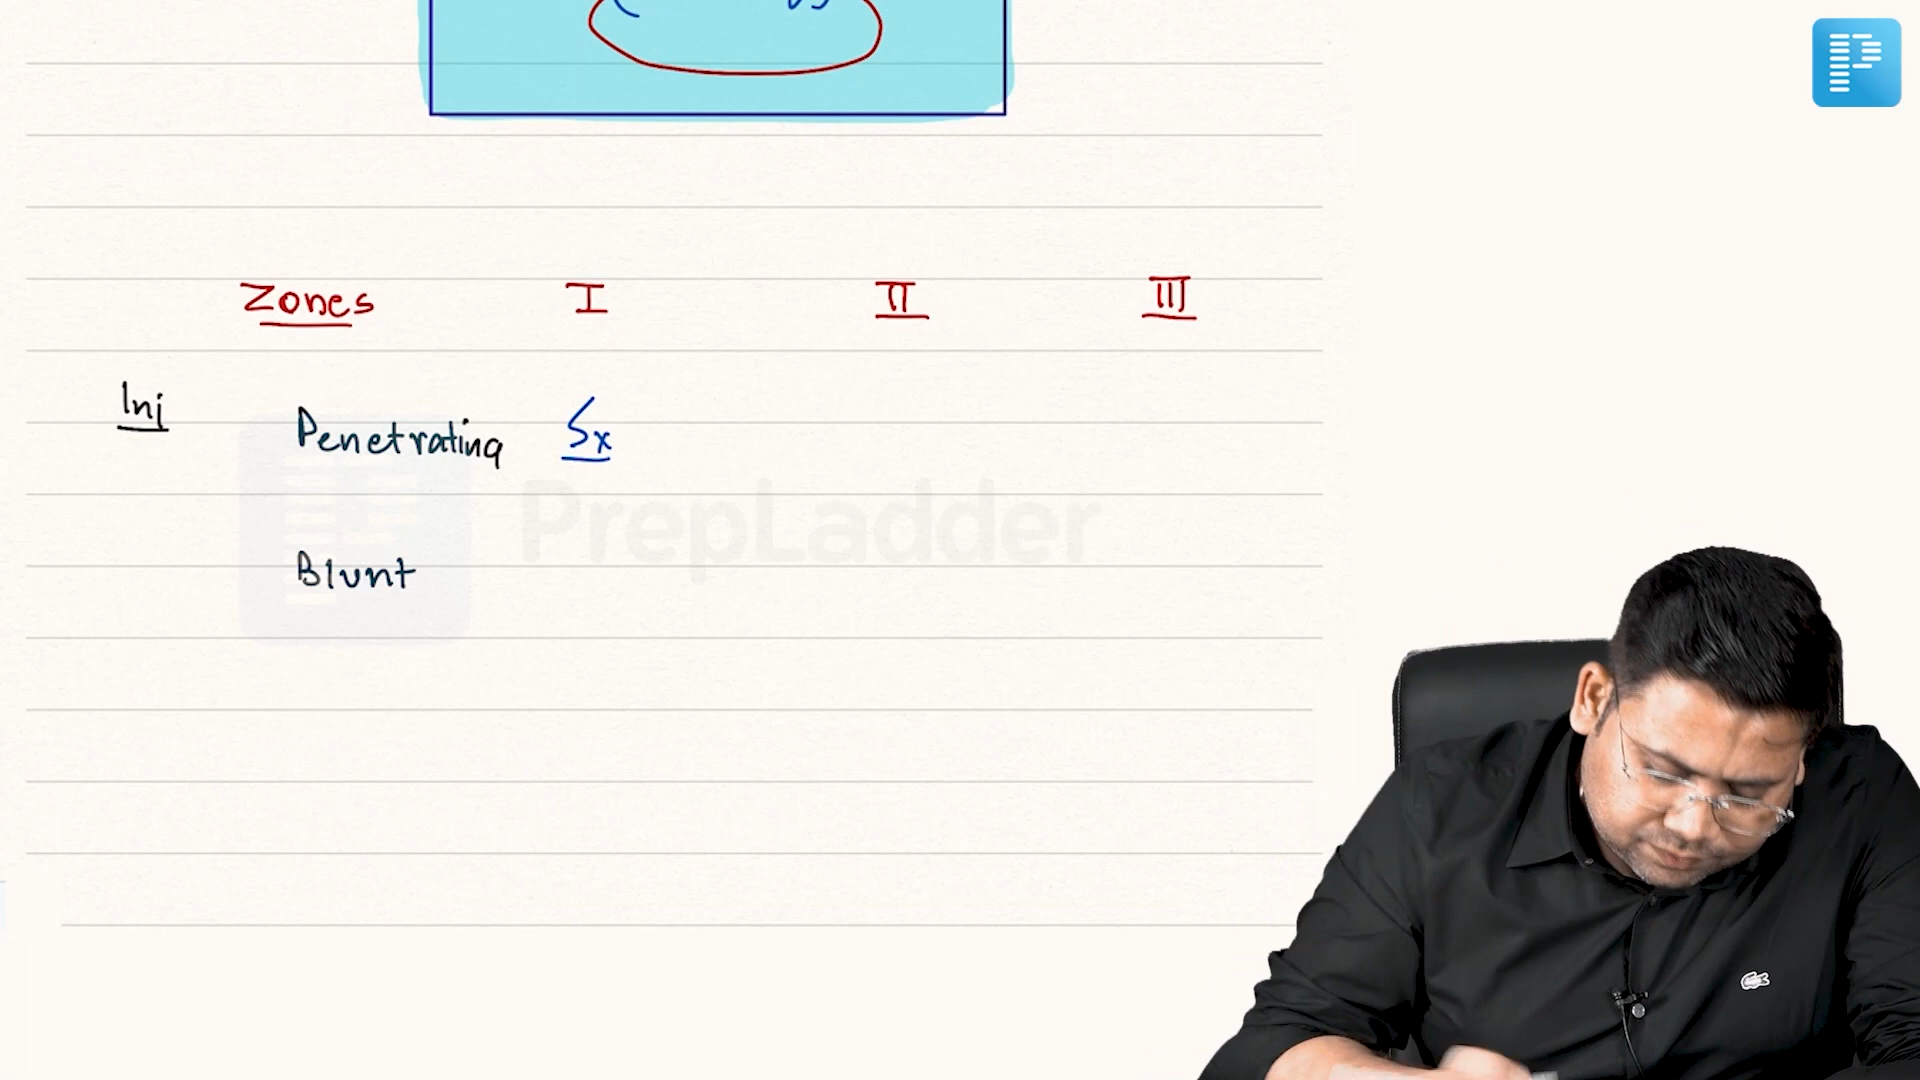 Zones I II III
Inj
Penetrating Sx
PrepLadder
Blunt